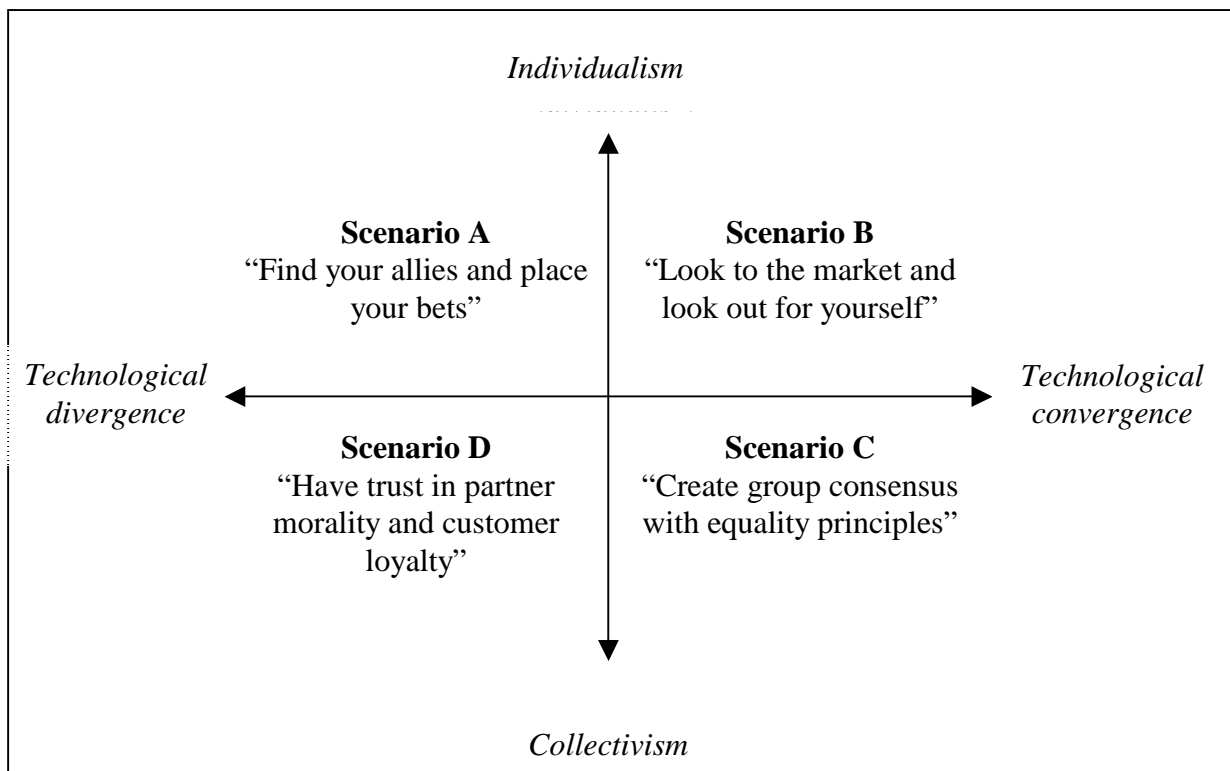 Individualism
Scenario A
“Find your allies and place
your bets”
Scenario B
“Look to the market and
look out for yourself”
Technological
divergence
Technological
convergence
Scenario D
“Have trust in partner
morality and customer
loyalty”
Scenario C
“Create group consensus
with equality principles”
Collectivism